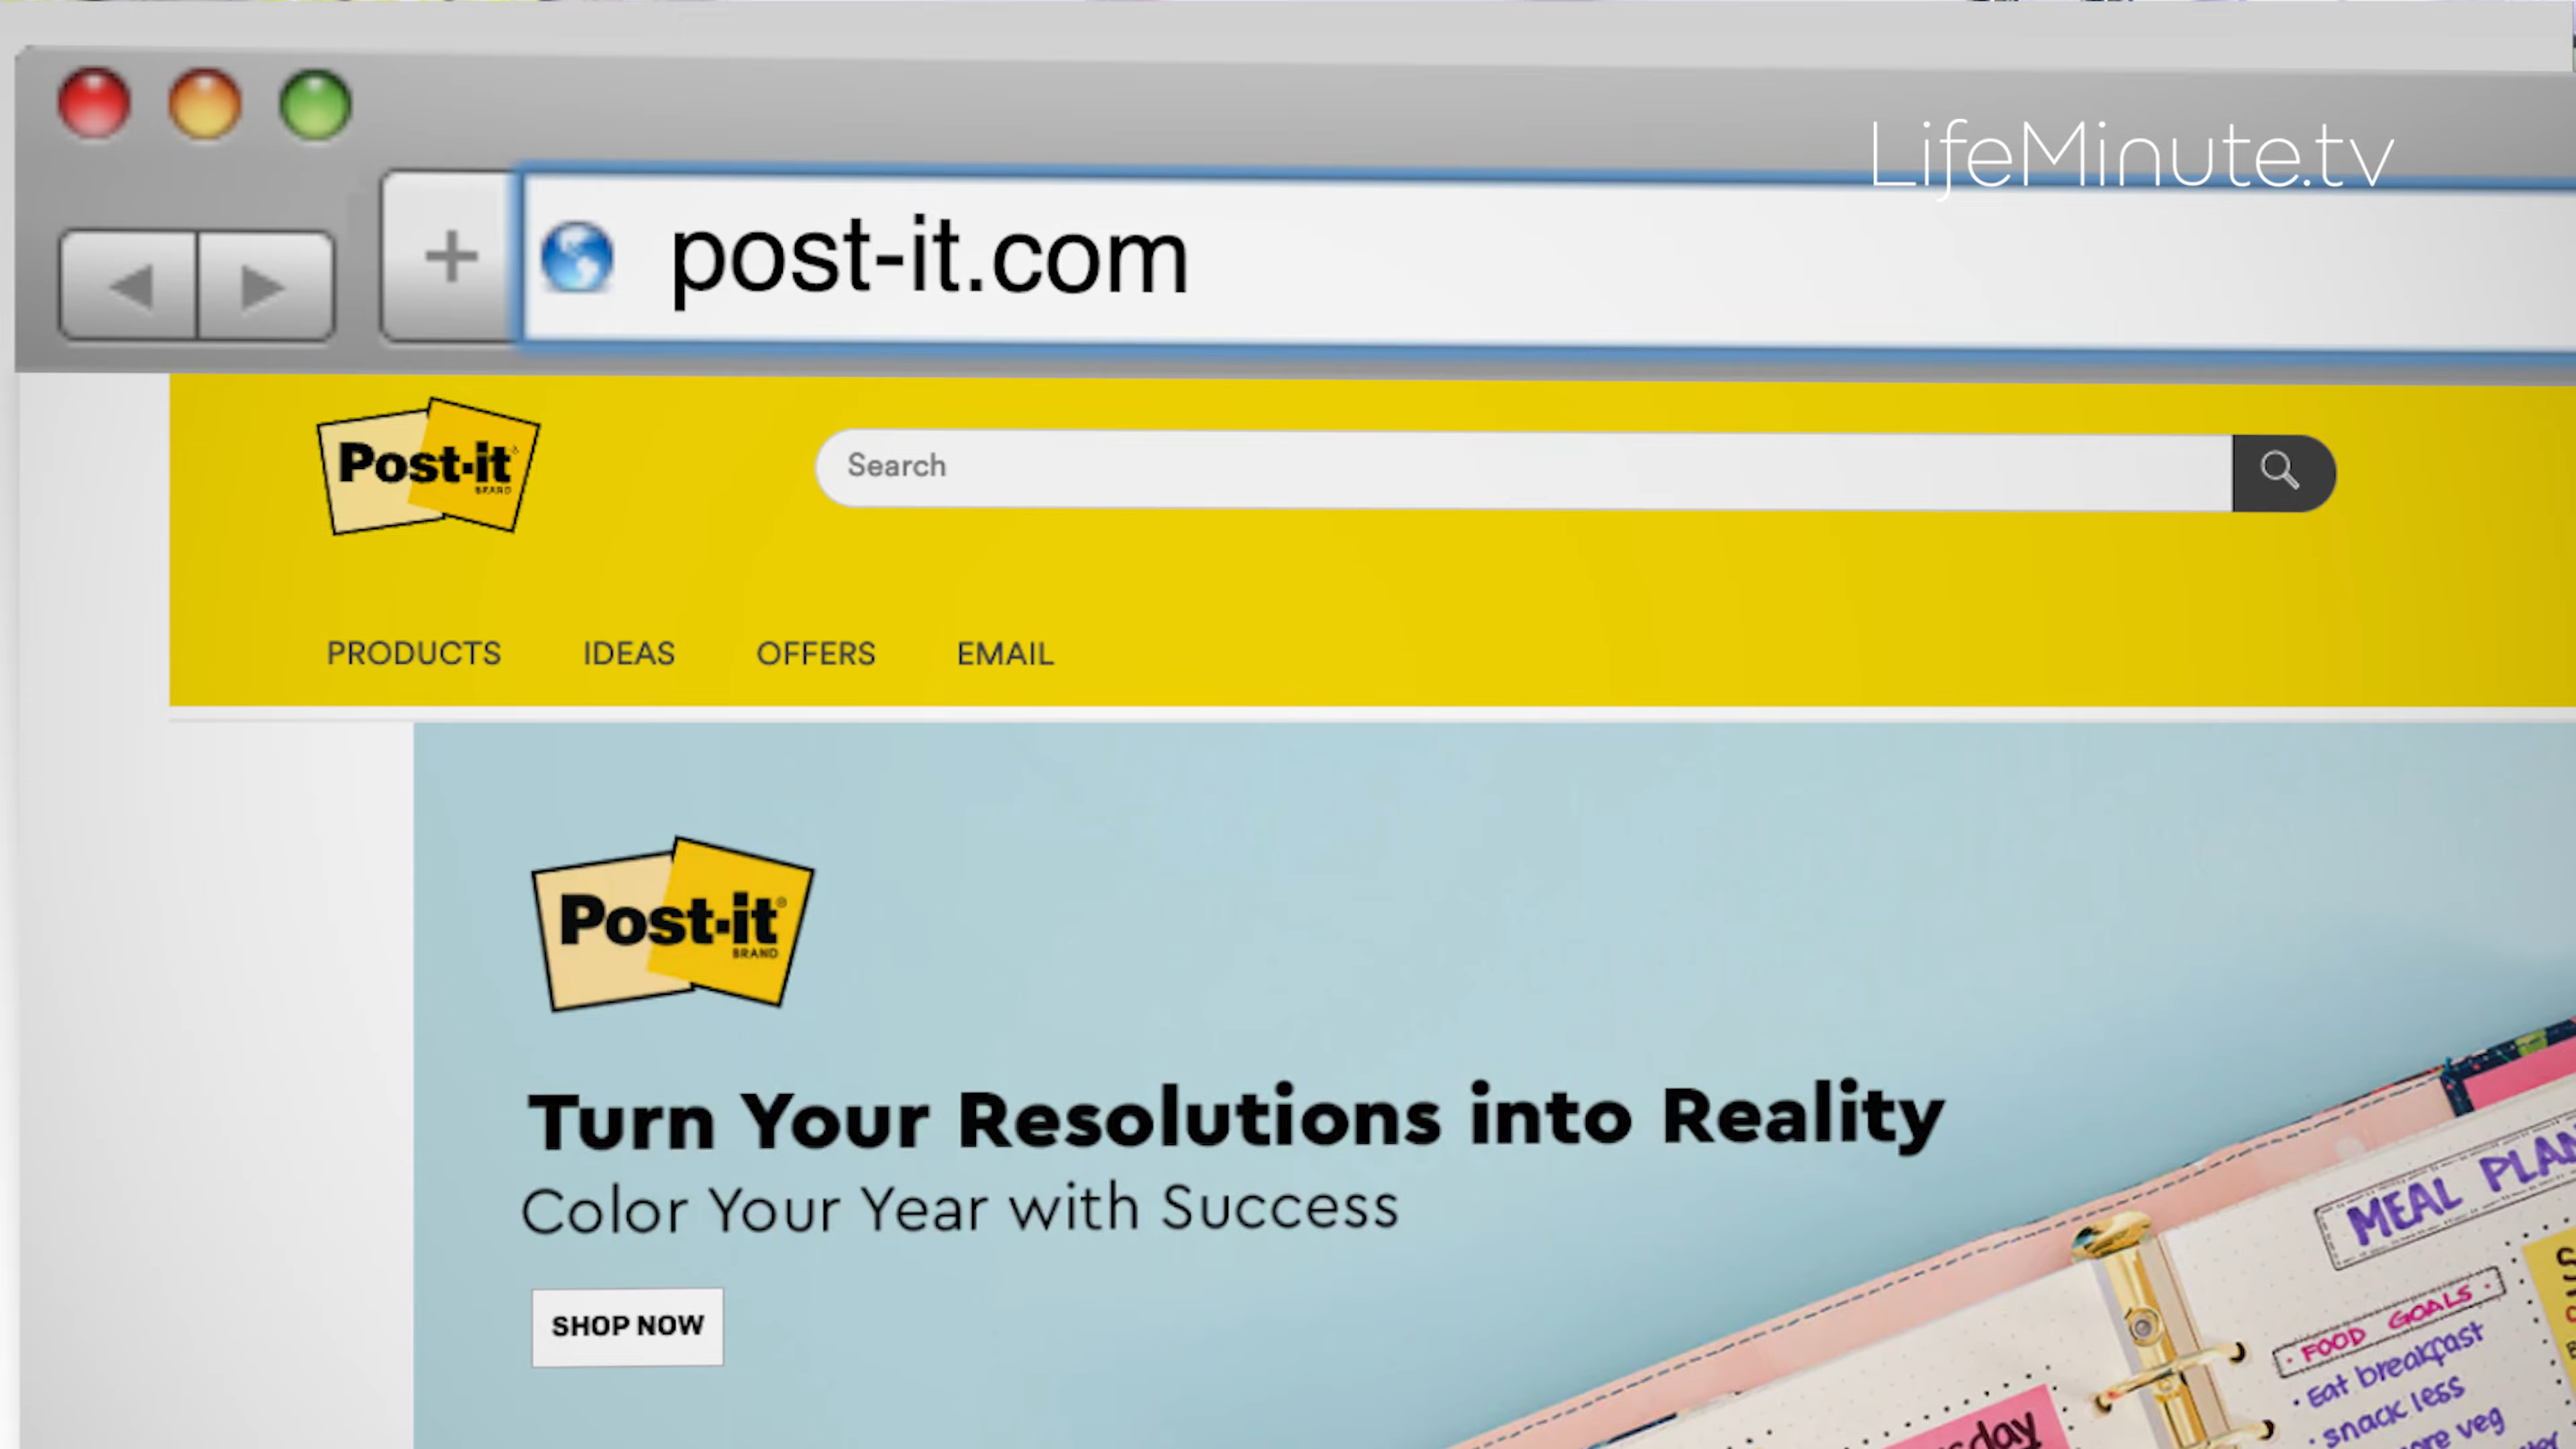 LifeMinute.tv
post-it.com
Post-it
BRAND
Search
PRODUCTS IDEAS OFFERS EMAIL
Post-it®
BRAND
Turn Your Resolutions into Reality
Color Your Year with Success
SHOP NOW
MEAL PLAN
FOOD GOALS
· Eat breakfast
· snack less
veg